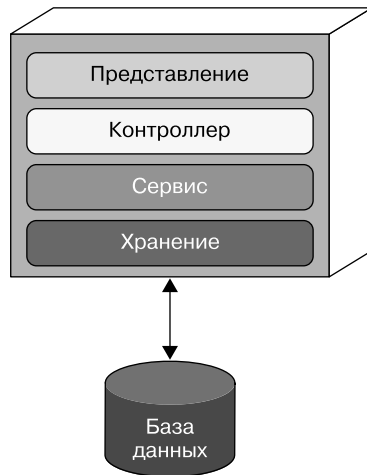 Представление
Контроллер
Сервис
Хранение
База
данных